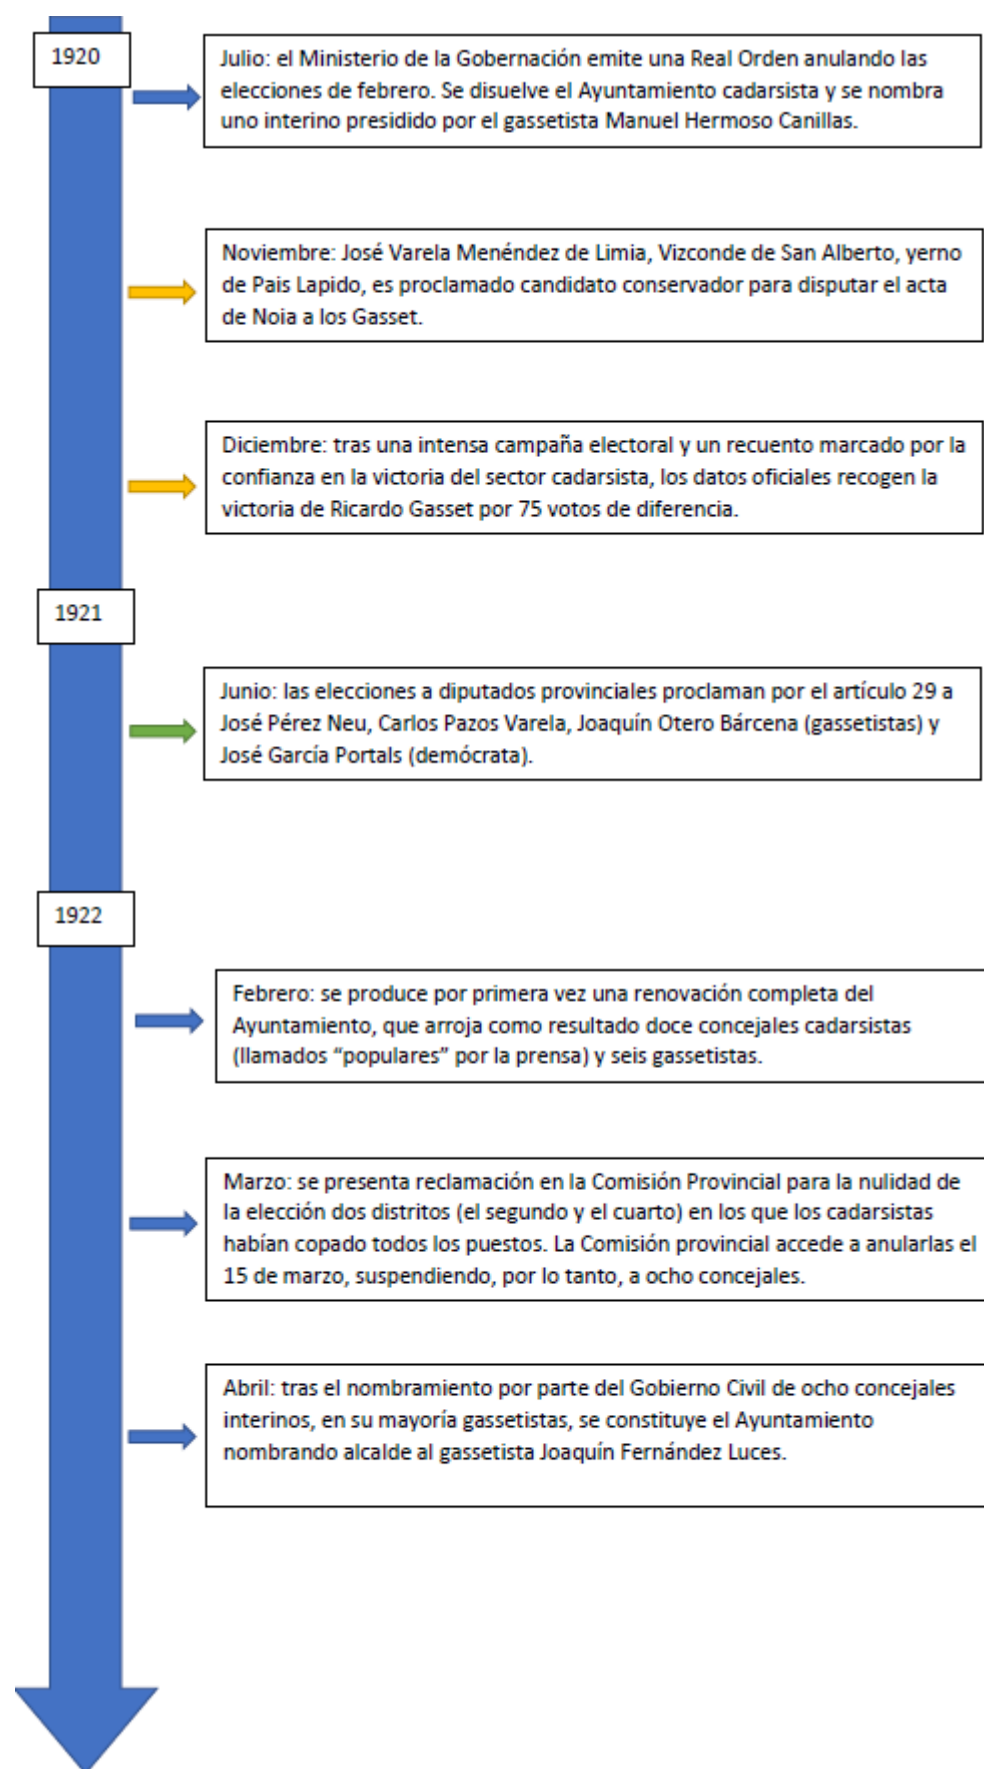 1920
Julio: el Ministerio de la Gobernación emite una Real Orden anulando las
elecciones de febrero. Se disuelve el Ayuntamiento cadarsista y se nombra
uno interino presidido por el gassetista Manuel Hermoso Canillas.
Noviembre: José Varela Menéndez de Limia, Vizconde de San Alberto, yerno
de Pais Lapido, es proclamado candidato conservador para disputar el acta
de Noia a los Gasset.
Diciembre: tras una intensa campaña electoral y un recuento marcado por la
confianza en la victoria del sector cadarsista, los datos oficiales recogen la
victoria de Ricardo Gasset por 75 votos de diferencia.
1921
Junio: las elecciones a diputados provinciales proclaman por el artículo 29 a
José Pérez Neu, Carlos Pazos Varela, Joaquín Otero Bárcena (gassetistas) y
José García Portals (demócrata).
1922
Febrero: se produce por primera vez una renovación completa del
Ayuntamiento, que arroja como resultado doce concejales cadarsistas
(llamados “populares” por la prensa) y seis gassetistas.
Marzo: se presenta reclamación en la Comisión Provincial para la nulidad de
la elección dos distritos (el segundo y el cuarto) en los que los cadarsistas
habían copado todos los puestos. La Comisión provincial accede a anularlas el
15 de marzo, suspendiendo, por lo tanto, a ocho concejales.
Abril: tras el nombramiento por parte del Gobierno Civil de ocho concejales
interinos, en su mayoría gassetistas, se constituye el Ayuntamiento
nombrando alcalde al gassetista Joaquín Fernández Luces.